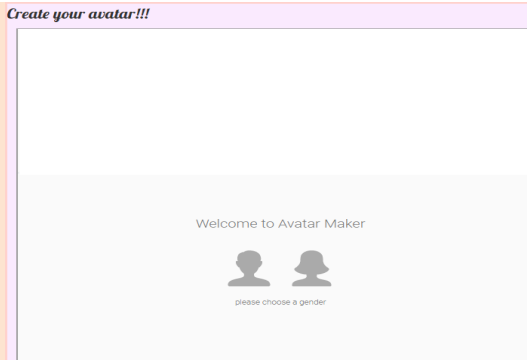 Create your avatar!!!
Welcome to Avatar Maker
please choose a gender